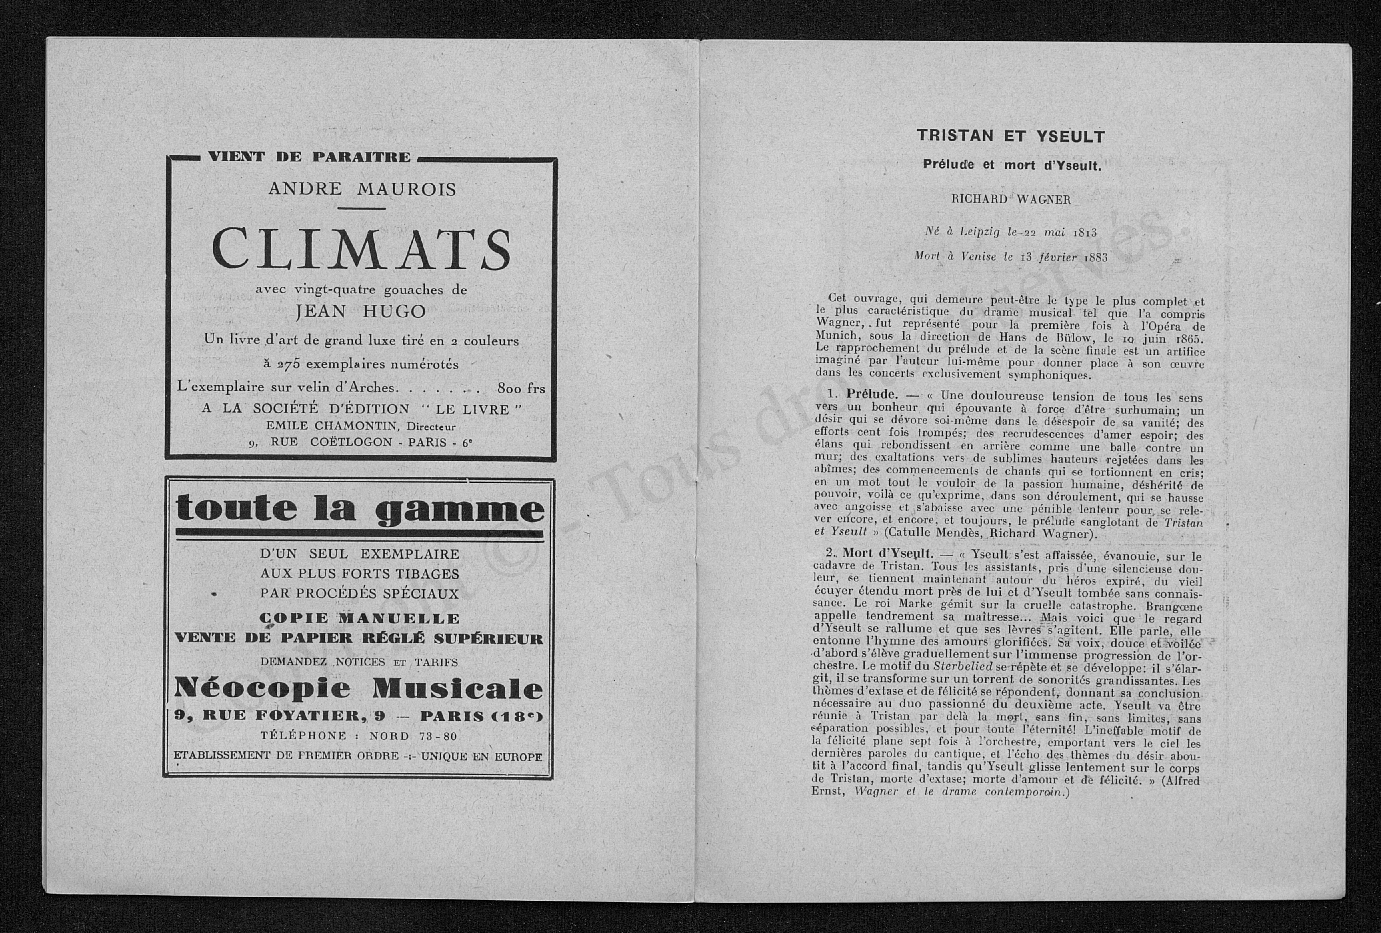 VIENT DE PARAITRE
ANDRE MAUROIS
CLIMATS
avec vingt-quatre gouaches de
JEAN HUGO
Un livre d'art de grand luxe tiré en 2 couleurs
à 275 exemplaires numérotés
L'exemplaire sur velin d'Arches. . . . . . . . 800 frs
A LA SOCIÉTÉ D'ÉDITION " LE LIVRE "
EMILE CHAMONTIN, Directeur
9, RUE COËTLOGON - PARIS - 6e
toute la gamme
D'UN SEUL EXEMPLAIRE
AUX PLUS FORTS TIRAGES
PAR PROCÉDÉS SPÉCIAUX
COPIE MANUELLE
VENTE DE PAPIER RÉGLÉ SUPÉRIEUR
DEMANDEZ NOTICES ET TARIFS
Néocopie Musicale
9, RUE FOYATIER, 9 — PARIS (18e)
TÉLÉPHONE : NORD 73-80
ETABLISSEMENT DE PREMIER ORDRE -:- UNIQUE EN EUROPE
TRISTAN ET YSEULT
Prélude et mort d'Yseult.
RICHARD WAGNER
Né à Leipzig le 22 mai 1813
Mort à Venise le 13 février 1883
Cet ouvrage, qui demeure peut-être le type le plus complet et
le plus caractéristique du drame musical tel que l'a compris
Wagner, fut représenté pour la première fois à l'Opéra de
Munich, sous la direction de Hans de Bülow, le 10 juin 1865.
Le rapprochement du prélude et de la scène finale est un artifice
imaginé par l'auteur lui-même pour donner place à son œuvre
dans les concerts exclusivement symphoniques.
1. Prélude. — « Une douloureuse tension de tous les sens
vers un bonheur qui épouvante à force d'être surhumain; un
désir qui se dévore soi-même dans le désespoir de sa vanité; des
efforts cent fois trompés; des recrudescences d'amer espoir; des
élans qui rebondissent en arrière comme une balle contre un
mur; des exaltations vers de sublimes hauteurs rejetées dans les
abîmes; des commencements de chants qui se tortionnent en cris;
en un mot tout le vouloir de la passion humaine, déshérité de
pouvoir, voilà ce qu'exprime, dans son déroulement, qui se hausse
avec angoisse et s'abaisse avec une pénible lenteur pour se rele-
ver encore, et encore, et toujours, le prélude sanglotant de Tristan
et Yseult » (Catulle Mendès, Richard Wagner).
2. Mort d'Yseult. — « Yseult s'est affaissée, évanouie, sur le
cadavre de Tristan. Tous les assistants, pris d'une silencieuse dou-
leur, se tiennent maintenant autour du héros expiré, du vieil
écuyer étendu mort près de lui et d'Yseult tombée sans connais-
sance. Le roi Marke gémit sur la cruelle catastrophe. Brangœne
appelle tendrement sa maîtresse... Mais voici que le regard
d'Yseult se rallume et que ses lèvres s'agitent. Elle parle, elle
entonne l'hymne des amours glorifiées. Sa voix, douce et voilée
d'abord s'élève graduellement sur l'immense progression de l'or-
chestre. Le motif du Sterbelied se répète et se développe: il s'élar-
git, il se transforme sur un torrent de sonorités grandissantes. Les
thèmes d'extase et de félicité se répondent, donnant sa conclusion
nécessaire au duo passionné du deuxième acte. Yseult va être
réunie à Tristan par delà la mort, sans fin, sans limites, sans
séparation possibles, et pour toute l'éternité! L'ineffable motif de
la félicité plane sept fois à l'orchestre, emportant vers le ciel les
dernières paroles du cantique, et l'écho des thèmes du désir abou-
tit à l'accord final, tandis qu'Yseult glisse lentement sur le corps
de Tristan, morte d'extase; morte d'amour et de félicité. » (Alfred
Ernst, Wagner et le drame contemporain.)
© - Tous droits réservés.